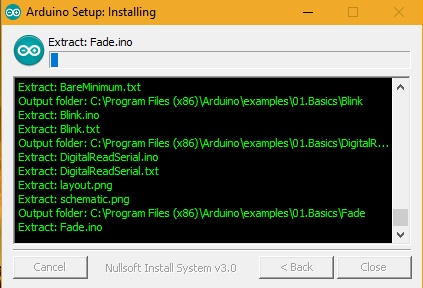 Arduino Setup: Installing
Extract: Fade.ino
Extract: BareMinimum.txt
Output folder: C:\Program Files (x86)\Arduino\examples\01.Basics\Blink
Extract: Blink.ino
Extract: Blink.txt
Output folder: C:\Program Files (x86)\Arduino\examples\01.Basics\DigitalR...
Extract: DigitalReadSerial.ino
Extract: DigitalReadSerial.txt
Extract: layout.png
Extract: schematic.png
Output folder: C:\Program Files (x86)\Arduino\examples\01.Basics\Fade
Extract: Fade.ino
Cancel Nullsoft Install System v3.0 < Back Close